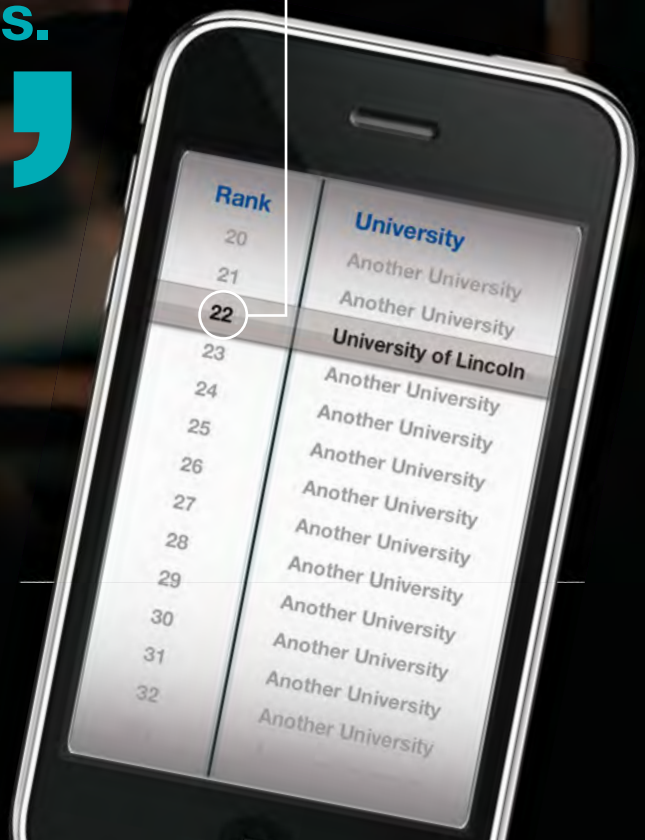 s.
’
Rank University
20 Another University
21 Another University
22 University of Lincoln
23 Another University
24 Another University
25 Another University
26 Another University
27 Another University
28 Another University
29 Another University
30 Another University
31 Another University
32 Another University
Another University